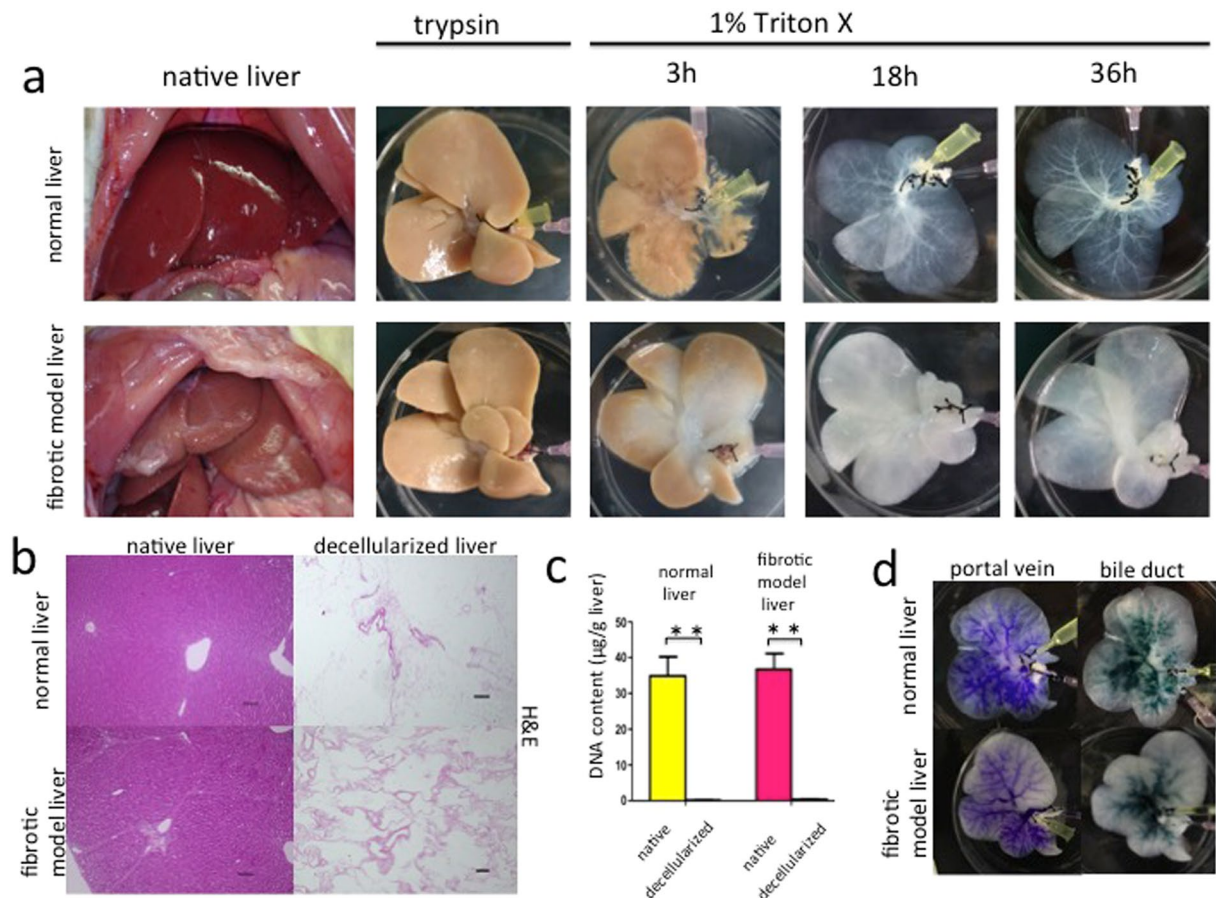 trypsin
1% Triton X
a
native liver
3h
18h
36h
normal liver
fibrotic model liver
b
native liver
decellularized liver
normal liver
fibrotic
model liver
H&E
c
normal
liver
fibrotic
model
liver
DNA content (µg/g liver)
50
40
30
20
10
0
* *
* *
native
decellularized
native
decellularized
d
portal vein
bile duct
normal liver
fibrotic
model liver